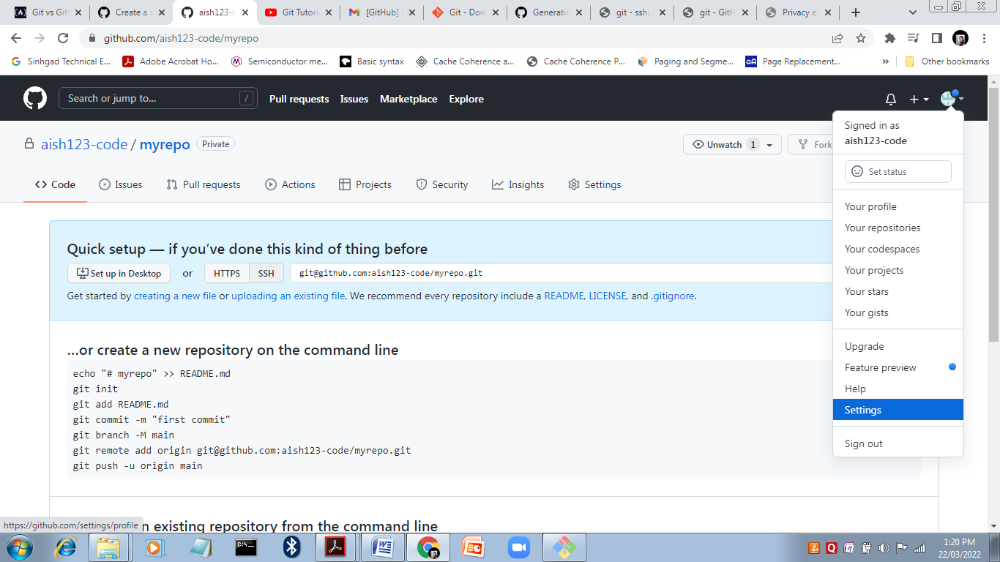 Git vs Git
Create a n
aish123-c
Git Tutori
[GitHub]
Git - Dow
Generatin
git - ssh:
git - GitH
Privacy e
github.com/aish123-code/myrepo
Sinhgad Technical E...
Adobe Acrobat Ho...
Semiconductor me...
Basic syntax
Cache Coherence a...
Cache Coherence P...
Paging and Segme...
Page Replacement...
»
Other bookmarks
Search or jump to...
/
Pull requests
Issues
Marketplace
Explore
aish123-code / myrepo
Private
Unwatch 1
Fork
Signed in as
aish123-code
Set status
Your profile
Your repositories
Your codespaces
Your projects
Your stars
Your gists
Upgrade
Feature preview
Help
Settings
Sign out
Code
Issues
Pull requests
Actions
Projects
Security
Insights
Settings
Quick setup — if you’ve done this kind of thing before
Set up in Desktop
or
HTTPS
SSH
git@github.com:aish123-code/myrepo.git
Get started by creating a new file or uploading an existing file. We recommend every repository include a README, LICENSE, and .gitignore.
…or create a new repository on the command line
echo "# myrepo" >> README.md
git init
git add README.md
git commit -m "first commit"
git branch -M main
git remote add origin git@github.com:aish123-code/myrepo.git
git push -u origin main
n existing repository from the command line
https://github.com/settings/profile
1:20 PM
22/03/2022